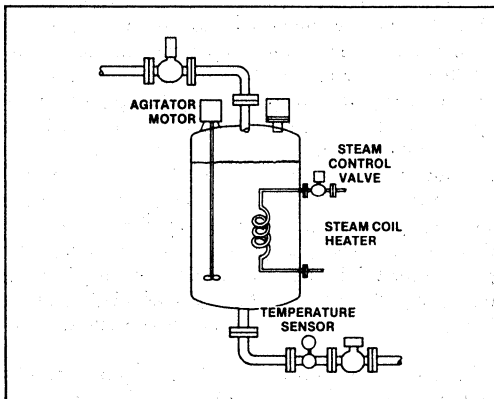 AGITATOR
MOTOR
STEAM
CONTROL
VALVE
STEAM COIL
HEATER
TEMPERATURE
SENSOR